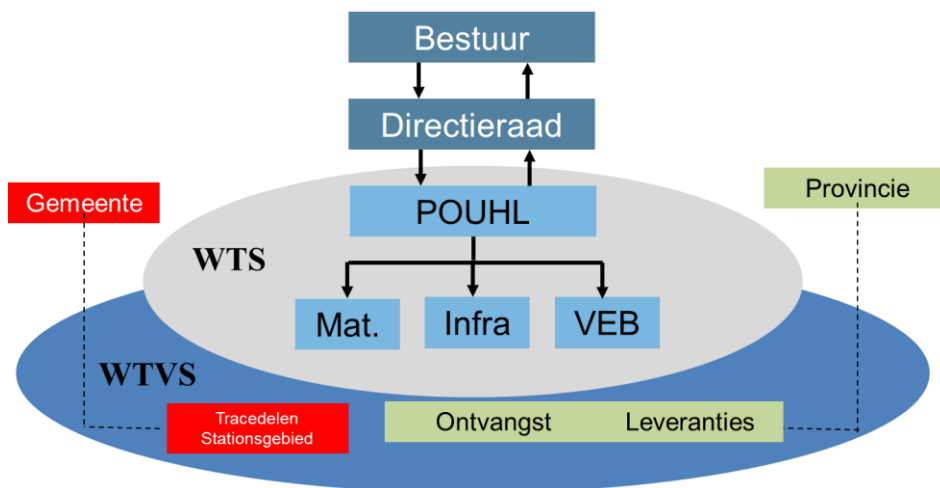 Bestuur
Directieraad
Gemeente
Provincie
POUHL
WTS
Mat.
Infra
VEB
WTVS
Tracedelen
Stationsgebied
Ontvangst
Leveranties